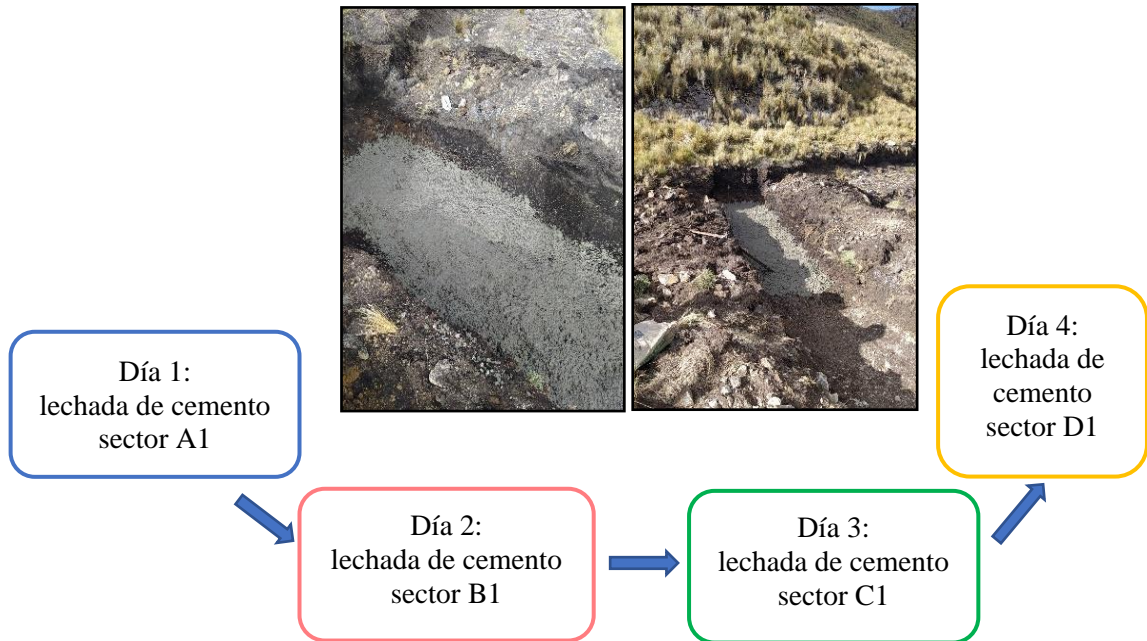 Día 1:
lechada de cemento
sector A1
Día 2:
lechada de cemento
sector B1
Día 3:
lechada de cemento
sector C1
Día 4:
lechada de
cemento
sector D1